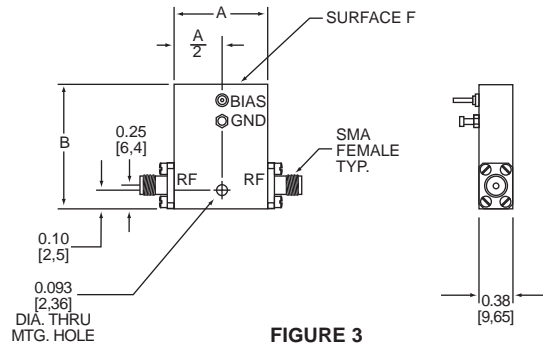 A
A
2
SURFACE F
BIAS
GND
B
0.25
[6,4]
SMA
FEMALE
TYP.
RF
RF
0.10
[2,5]
0.093
[2,36]
DIA. THRU
MTG. HOLE
0.38
[9,65]
FIGURE 3